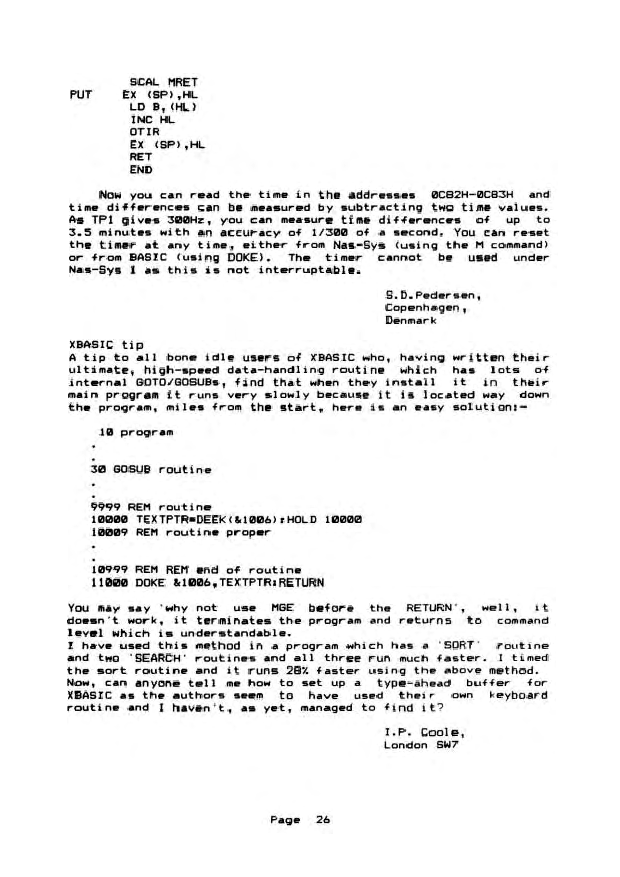 SCAL MRET
PUT EX (SP),HL
LD B,(HL)
INC HL
OTIR
EX (SP),HL
RET
END
Now you can read the time in the addresses 0C82H-0C83H and
time differences can be measured by subtracting two time values.
As TP1 gives 300Hz, you can measure time differences of up to
3.5 minutes with an accuracy of 1/300 of a second. You can reset
the timer at any time, either from Nas-Sys (using the M command)
or from BASIC (using DOKE). The timer cannot be used under
Nas-Sys 1 as this is not interruptable.
S.D.Pedersen,
Copenhagen,
Denmark
XBASIC tip
A tip to all bone idle users of XBASIC who, having written their
ultimate, high-speed data-handling routine which has lots of
internal GOTO/GOSUBs, find that when they install it in their
main program it runs very slowly because it is located way down
the program, miles from the start, here is an easy solution:-
10 program
.
.
30 GOSUB routine
.
.
9999 REM routine
10000 TEXTPTR=DEEK(&1006):HOLD 10000
10009 REM routine proper
.
.
10999 REM REM end of routine
11000 DOKE &1006,TEXTPTR:RETURN
You may say 'why not use MGE before the RETURN', well, it
doesn't work, it terminates the program and returns to command
level which is understandable.
I have used this method in a program which has a 'SORT' routine
and two 'SEARCH' routines and all three run much faster. I timed
the sort routine and it runs 28% faster using the above method.
Now, can anyone tell me how to set up a type-ahead buffer for
XBASIC as the authors seem to have used their own keyboard
routine and I haven't, as yet, managed to find it?
I.P. Coole,
London SW7
Page 26